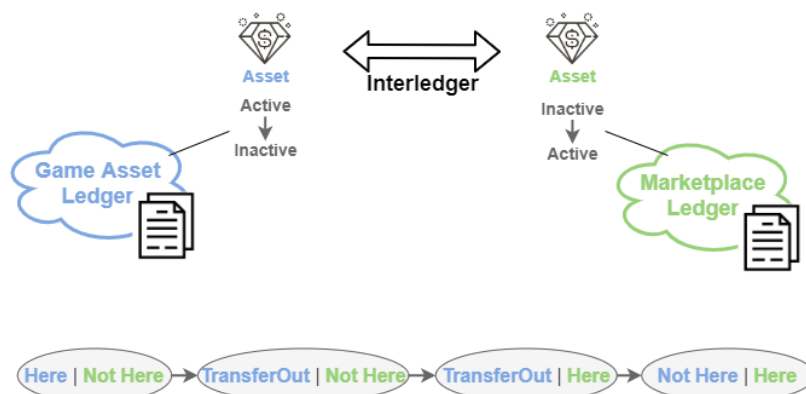 Asset
Interledger
Asset
Active
Inactive
Inactive
Active
Game Asset
Ledger
Marketplace
Ledger
Here | Not Here
TransferOut | Not Here
TransferOut | Here
Not Here | Here